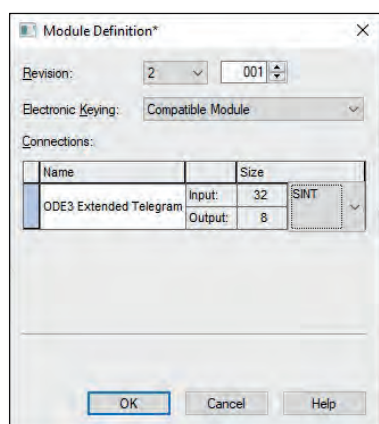 Module Definition*
Revision: 2 001
Electronic Keying: Compatible Module
Connections:
Name Size
ODE3 Extended Telegram Input: 32 SINT
Output: 8
OK Cancel Help